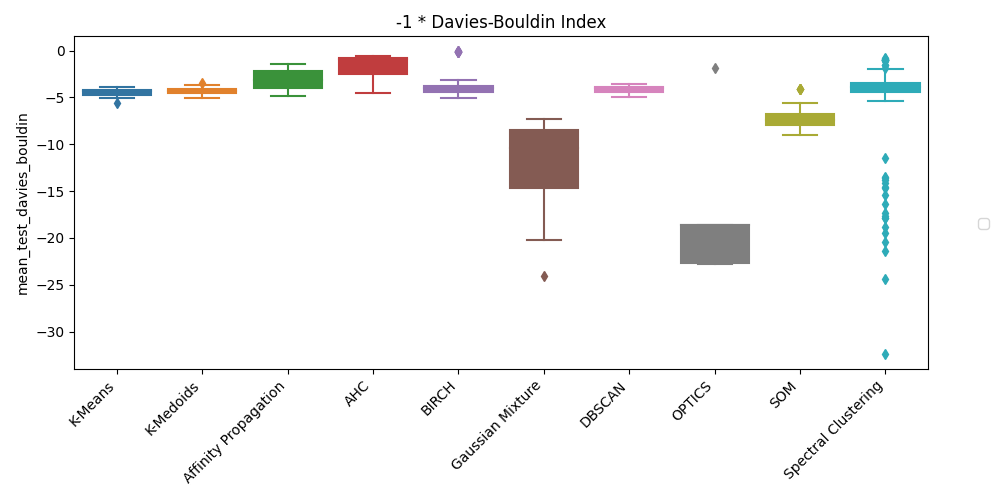 -1 * Davies-Bouldin Index
mean_test_davies_bouldin
0
−5
−10
−15
−20
−25
−30
K-Means
K-Medoids
Affinity Propagation
AHC
BIRCH
Gaussian Mixture
DBSCAN
OPTICS
SOM
Spectral Clustering